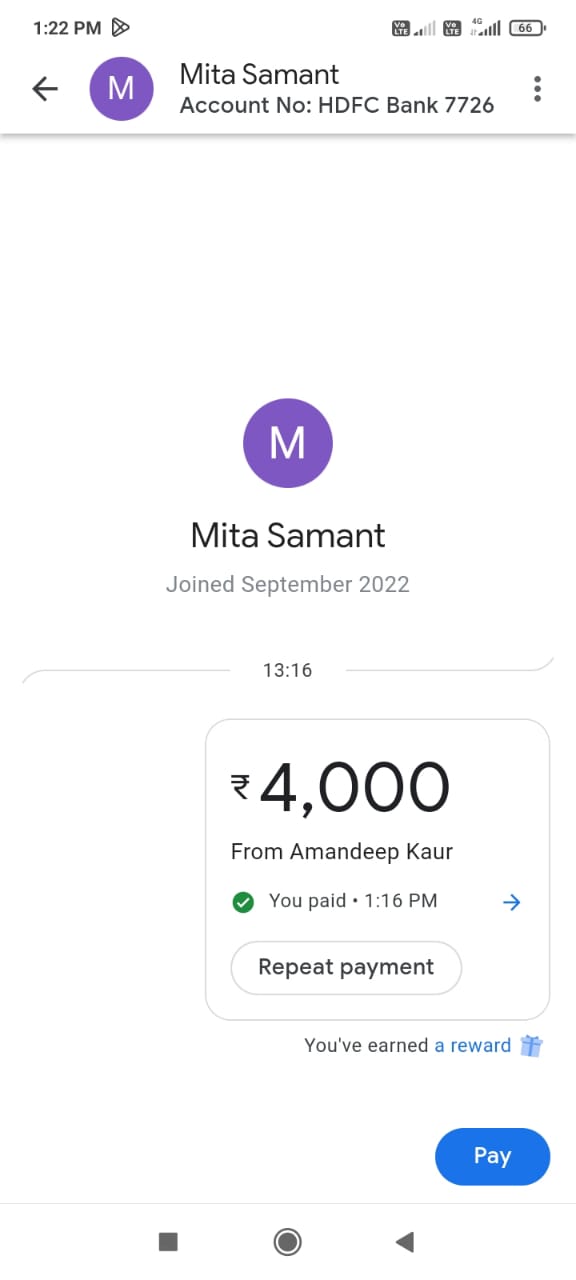 1:22 PM
Vo LTE
Vo LTE
4G
66
M
Mita Samant
Account No: HDFC Bank 7726
M
Mita Samant
Joined September 2022
13:16
₹4,000
From Amandeep Kaur
You paid • 1:16 PM
Repeat payment
You've earned a reward
Pay